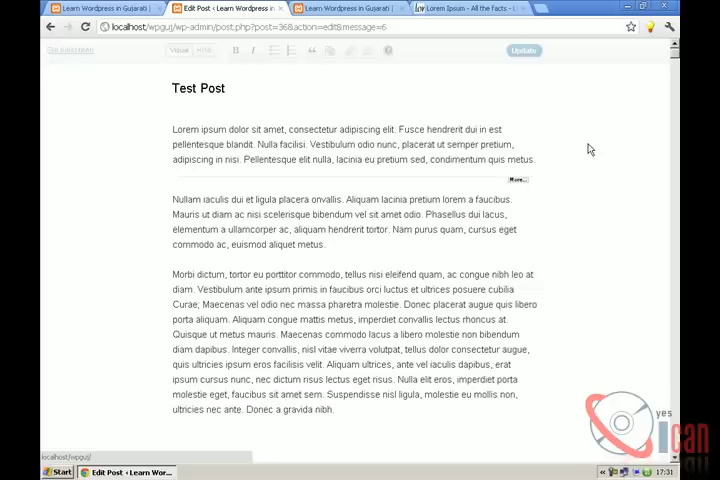 Learn Wordpress in Gujarati |
Edit Post ‹ Learn Wordpress in
Learn Wordpress in Gujarati |
Lorem Ipsum - All the Facts - L
localhost/wpguj/wp-admin/post.php?post=36&action=edit&message=6
Visual HTML B I Update
Test Post
Lorem ipsum dolor sit amet, consectetur adipiscing elit. Fusce hendrerit dui in est
pellentesque blandit. Nulla facilisi. Vestibulum odio nunc, placerat ut semper pretium,
adipiscing in nisi. Pellentesque elit nulla, lacinia eu pretium sed, condimentum quis metus.
More...
Nullam iaculis dui et ligula placera onvallis. Aliquam lacinia pretium lorem a faucibus.
Mauris ut diam ac nisi scelerisque bibendum vel sit amet odio. Phasellus dui lacus,
elementum a ullamcorper ac, aliquam hendrerit tortor. Nam purus quam, cursus eget
commodo ac, euismod aliquet metus.
Morbi dictum, tortor eu porttitor commodo, tellus nisi eleifend quam, ac congue nibh leo at
diam. Vestibulum ante ipsum primis in faucibus orci luctus et ultrices posuere cubilia
Curae; Maecenas vel odio nec massa pharetra molestie. Donec placerat augue quis libero
porta aliquam. Aliquam congue mattis metus, imperdiet convallis lectus rhoncus at.
Quisque ut metus mauris. Maecenas commodo lacus a libero molestie non bibendum
diam dapibus. Integer convallis, nisl vitae viverra volutpat, tellus dolor consectetur augue,
quis ultricies ipsum eros facilisis velit. Aliquam ultrices, ante vel iaculis dapibus, erat
ipsum cursus nunc, nec dictum risus lectus eget risus. Nulla elit eros, imperdiet porta
molestie eget, faucibus sit amet sem. Suspendisse nisl ligula, molestie eu mollis non,
ultricies nec ante. Donec a gravida nibh.
yes
ican
localhost/wpguj/
Start
Edit Post ‹ Learn Wor...
17:31